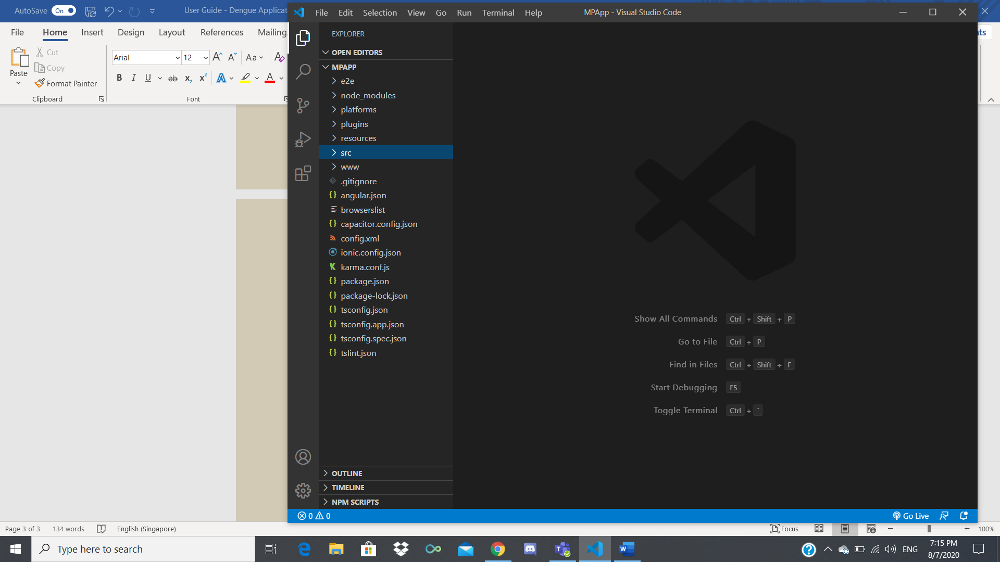 AutoSave On User Guide - Dengue Applicat
File Home Insert Design Layout References Mailing
Paste
Cut
Copy
Format Painter
Clipboard
Arial 12
Aa
B I U ab x2 x2 A A
Font
nts
File Edit Selection View Go Run Terminal Help MPApp - Visual Studio Code
EXPLORER
OPEN EDITORS
MPAPP
e2e
node_modules
platforms
plugins
resources
src
www
.gitignore
angular.json
browserslist
capacitor.config.json
config.xml
ionic.config.json
karma.conf.js
package.json
package-lock.json
tsconfig.json
tsconfig.app.json
tsconfig.spec.json
tslint.json
OUTLINE
TIMELINE
NPM SCRIPTS
Show All Commands Ctrl + Shift + P
Go to File Ctrl + P
Find in Files Ctrl + Shift + F
Start Debugging F5
Toggle Terminal Ctrl + `
0 0 Go Live
Page 3 of 3 134 words English (Singapore) Focus 100%
Type here to search
ENG
7:15 PM
8/7/2020